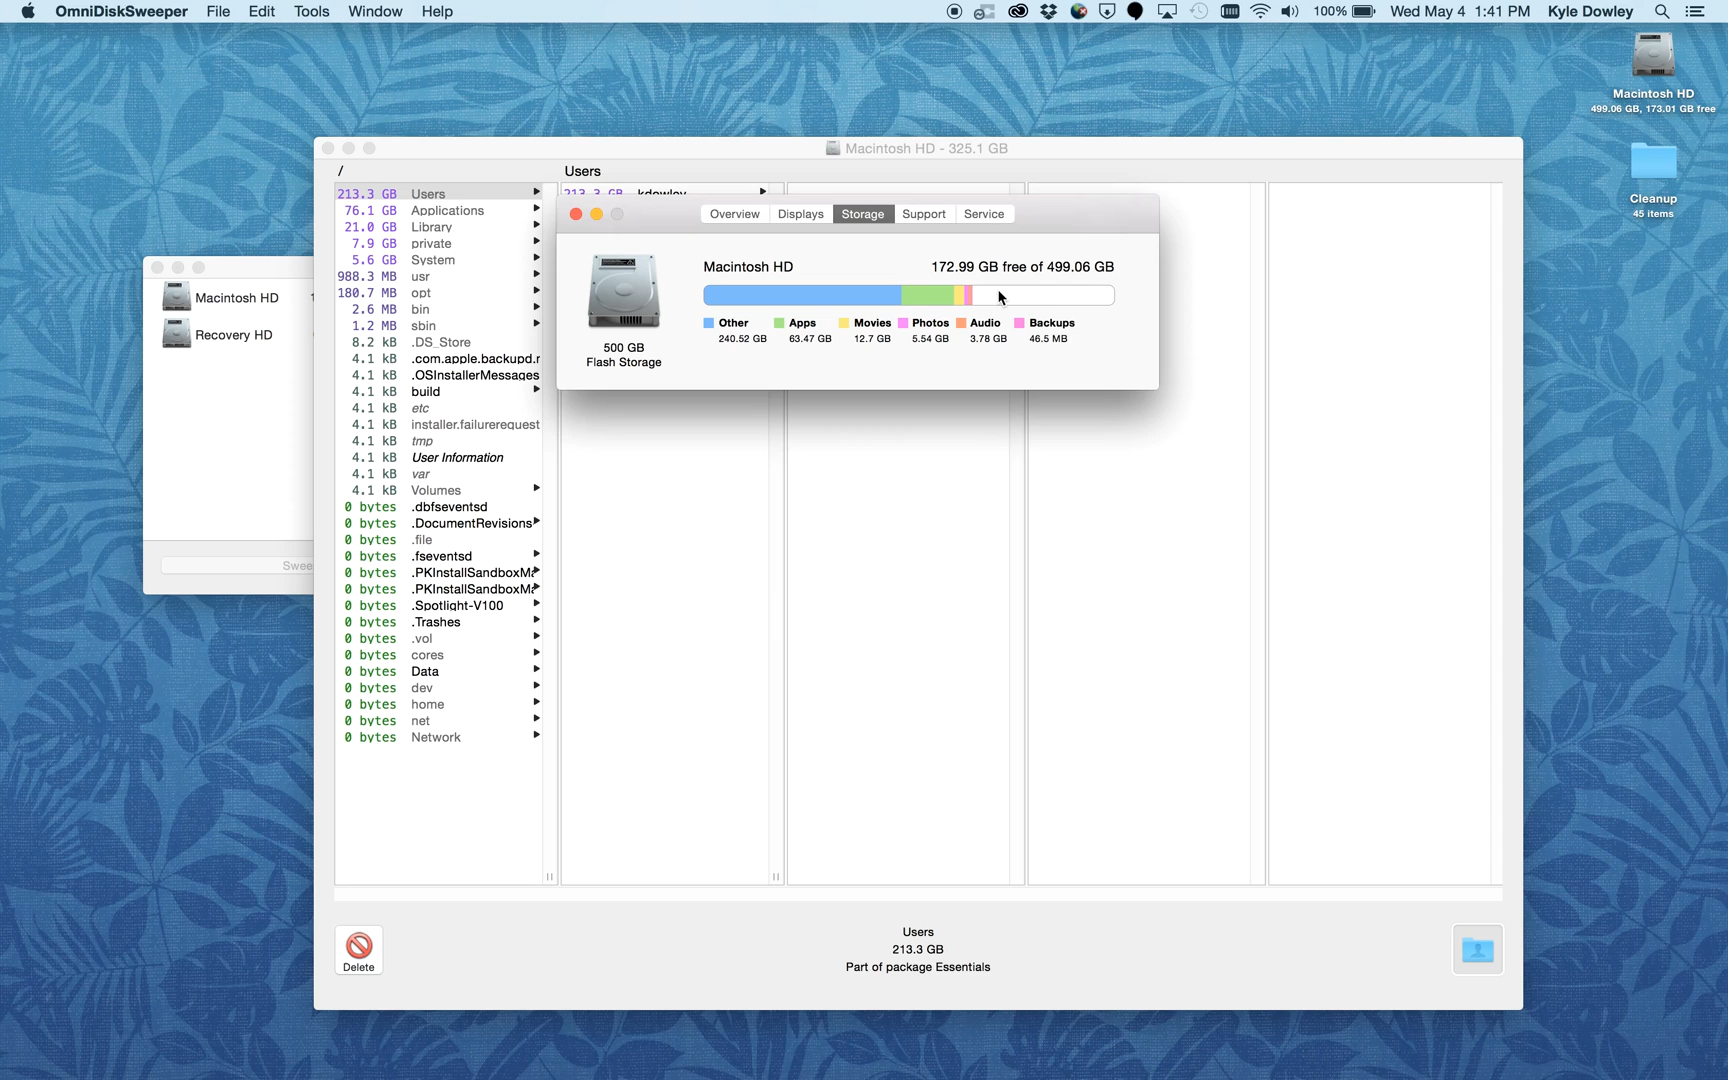 OmniDiskSweeper File Edit Tools Window Help 100% Wed May 4 1:41 PM Kyle Dowley
Macintosh HD
499.06 GB, 173.01 GB free
Cleanup
45 items
Macintosh HD - 325.1 GB
/ Users
213.3 GB Users
76.1 GB Applications
21.0 GB Library
7.9 GB private
5.6 GB System
988.3 MB usr
180.7 MB opt
2.6 MB bin
1.2 MB sbin
8.2 kB .DS_Store
4.1 kB .com.apple.backupd.r
4.1 kB .OSInstallerMessages
4.1 kB build
4.1 kB etc
4.1 kB installer.failurerequest
4.1 kB tmp
4.1 kB User Information
4.1 kB var
4.1 kB Volumes
0 bytes .dbfseventsd
0 bytes .DocumentRevisions
0 bytes .file
0 bytes .fseventsd
0 bytes .PKInstallSandboxMa
0 bytes .PKInstallSandboxMa
0 bytes .Spotlight-V100
0 bytes .Trashes
0 bytes .vol
0 bytes cores
0 bytes Data
0 bytes dev
0 bytes home
0 bytes net
0 bytes Network
213.3 GB kdowley
Overview Displays Storage Support Service
Macintosh HD 172.99 GB free of 499.06 GB
Other Apps Movies Photos Audio Backups
240.52 GB 63.47 GB 12.7 GB 5.54 GB 3.78 GB 46.5 MB
500 GB
Flash Storage
Macintosh HD
Recovery HD
Swee
Delete
Users
213.3 GB
Part of package Essentials